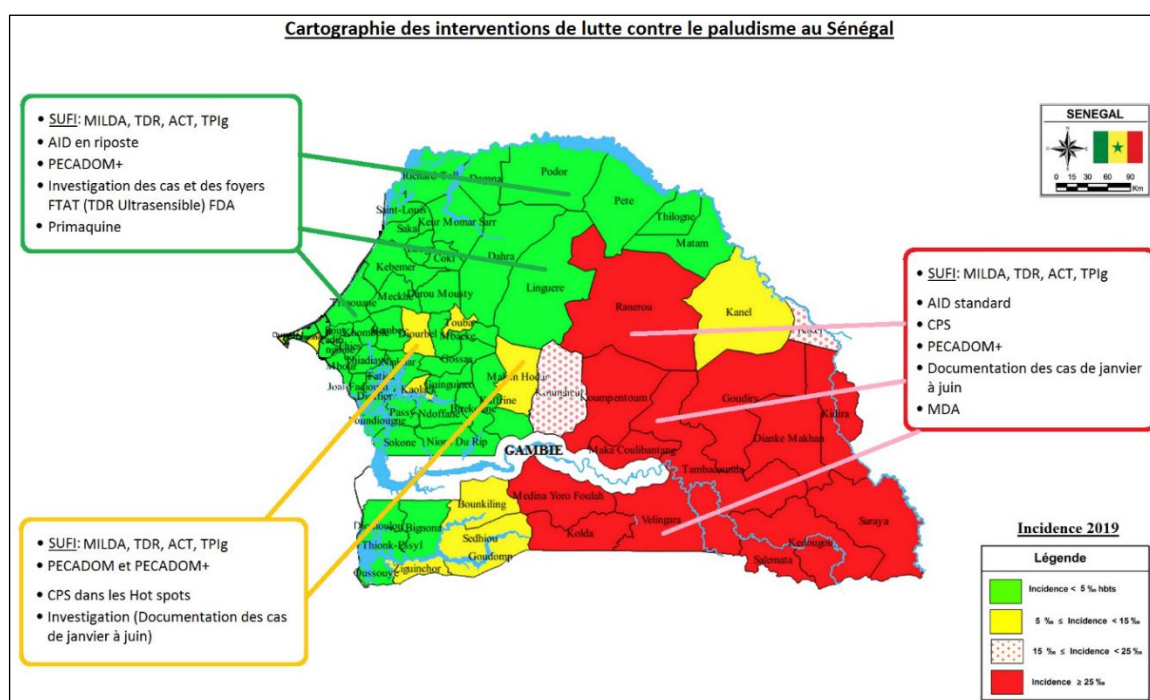 Cartographie des interventions de lutte contre le paludisme au Sénégal
• SUFI: MILDA, TDR, ACT, TPIg
• AID en riposte
• PECADOM+
• Investigation des cas et des foyers
FTAT (TDR Ultrasensible) FDA
• Primaquine
SENEGAL
N
0 15 30 60 90
Km
Podor
Pete
Thilogne
Matam
Saint-Louis
Sakal
Keur Momar Sarr
Coki
Dahra
Linguere
Kebemer
Darou Mousty
Meckhe
Ranerou
Kanel
Touba
Mbacke
Diourbel
Gossas
Mbour
Kaolack
Guinguineo
Malem Hodar
Koumpentoum
Goudiry
Kidira
Passy
Ndoffane
Sokone
Nioro Du Rip
GAMBIE
Maka Coulibantang
Dianke Makhan
Tambacounda
Medina Yoro Foulah
Bounkiling
Velingara
Kolda
Saraya
Bignona
Sedhiou
Goudomp
Kedougou
Salemata
Ziguinchor
Oussouye
• SUFI: MILDA, TDR, ACT, TPIg
• AID standard
• CPS
• PECADOM+
• Documentation des cas de janvier
à juin
• MDA
• SUFI: MILDA, TDR, ACT, TPIg
• PECADOM et PECADOM+
• CPS dans les Hot spots
• Investigation (Documentation des cas
de janvier à juin)
Incidence 2019
Légende
Incidence < 5 ‰ hbts
5 ‰ ≤ Incidence < 15 ‰
15 ‰ ≤ Incidence < 25 ‰
Incidence ≥ 25 ‰